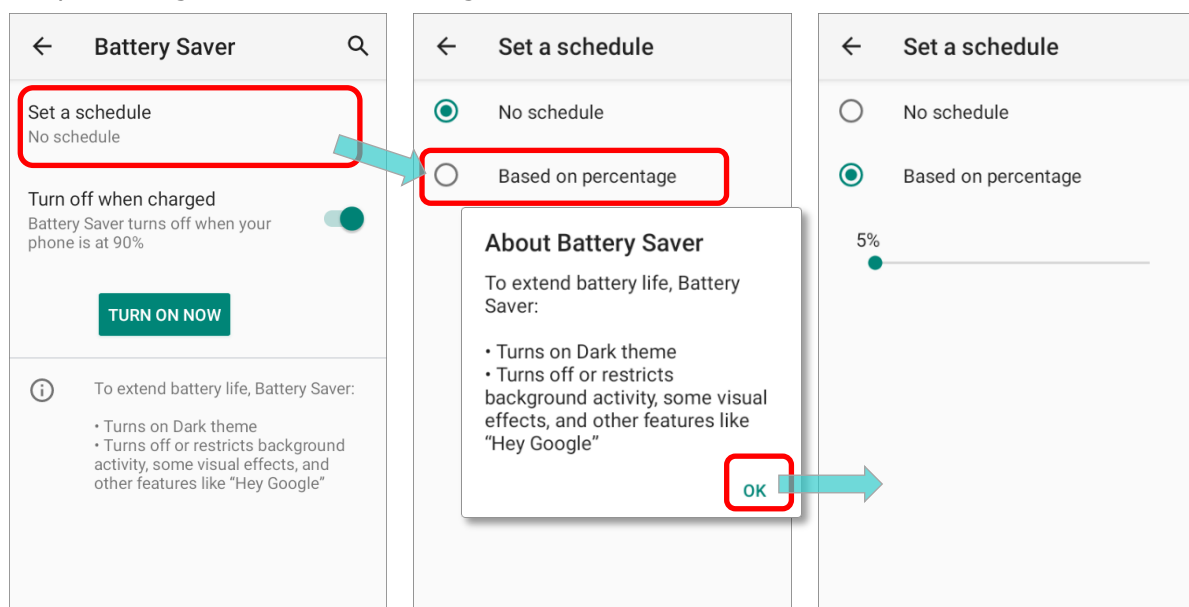 Battery Saver
Set a schedule
No schedule
Turn off when charged
Battery Saver turns off when your
phone is at 90%
TURN ON NOW
To extend battery life, Battery Saver:
• Turns on Dark theme
• Turns off or restricts background
activity, some visual effects, and
other features like “Hey Google”
Set a schedule
No schedule
Based on percentage
About Battery Saver
To extend battery life, Battery
Saver:
• Turns on Dark theme
• Turns off or restricts
background activity, some visual
effects, and other features like
“Hey Google”
OK
Set a schedule
No schedule
Based on percentage
5%